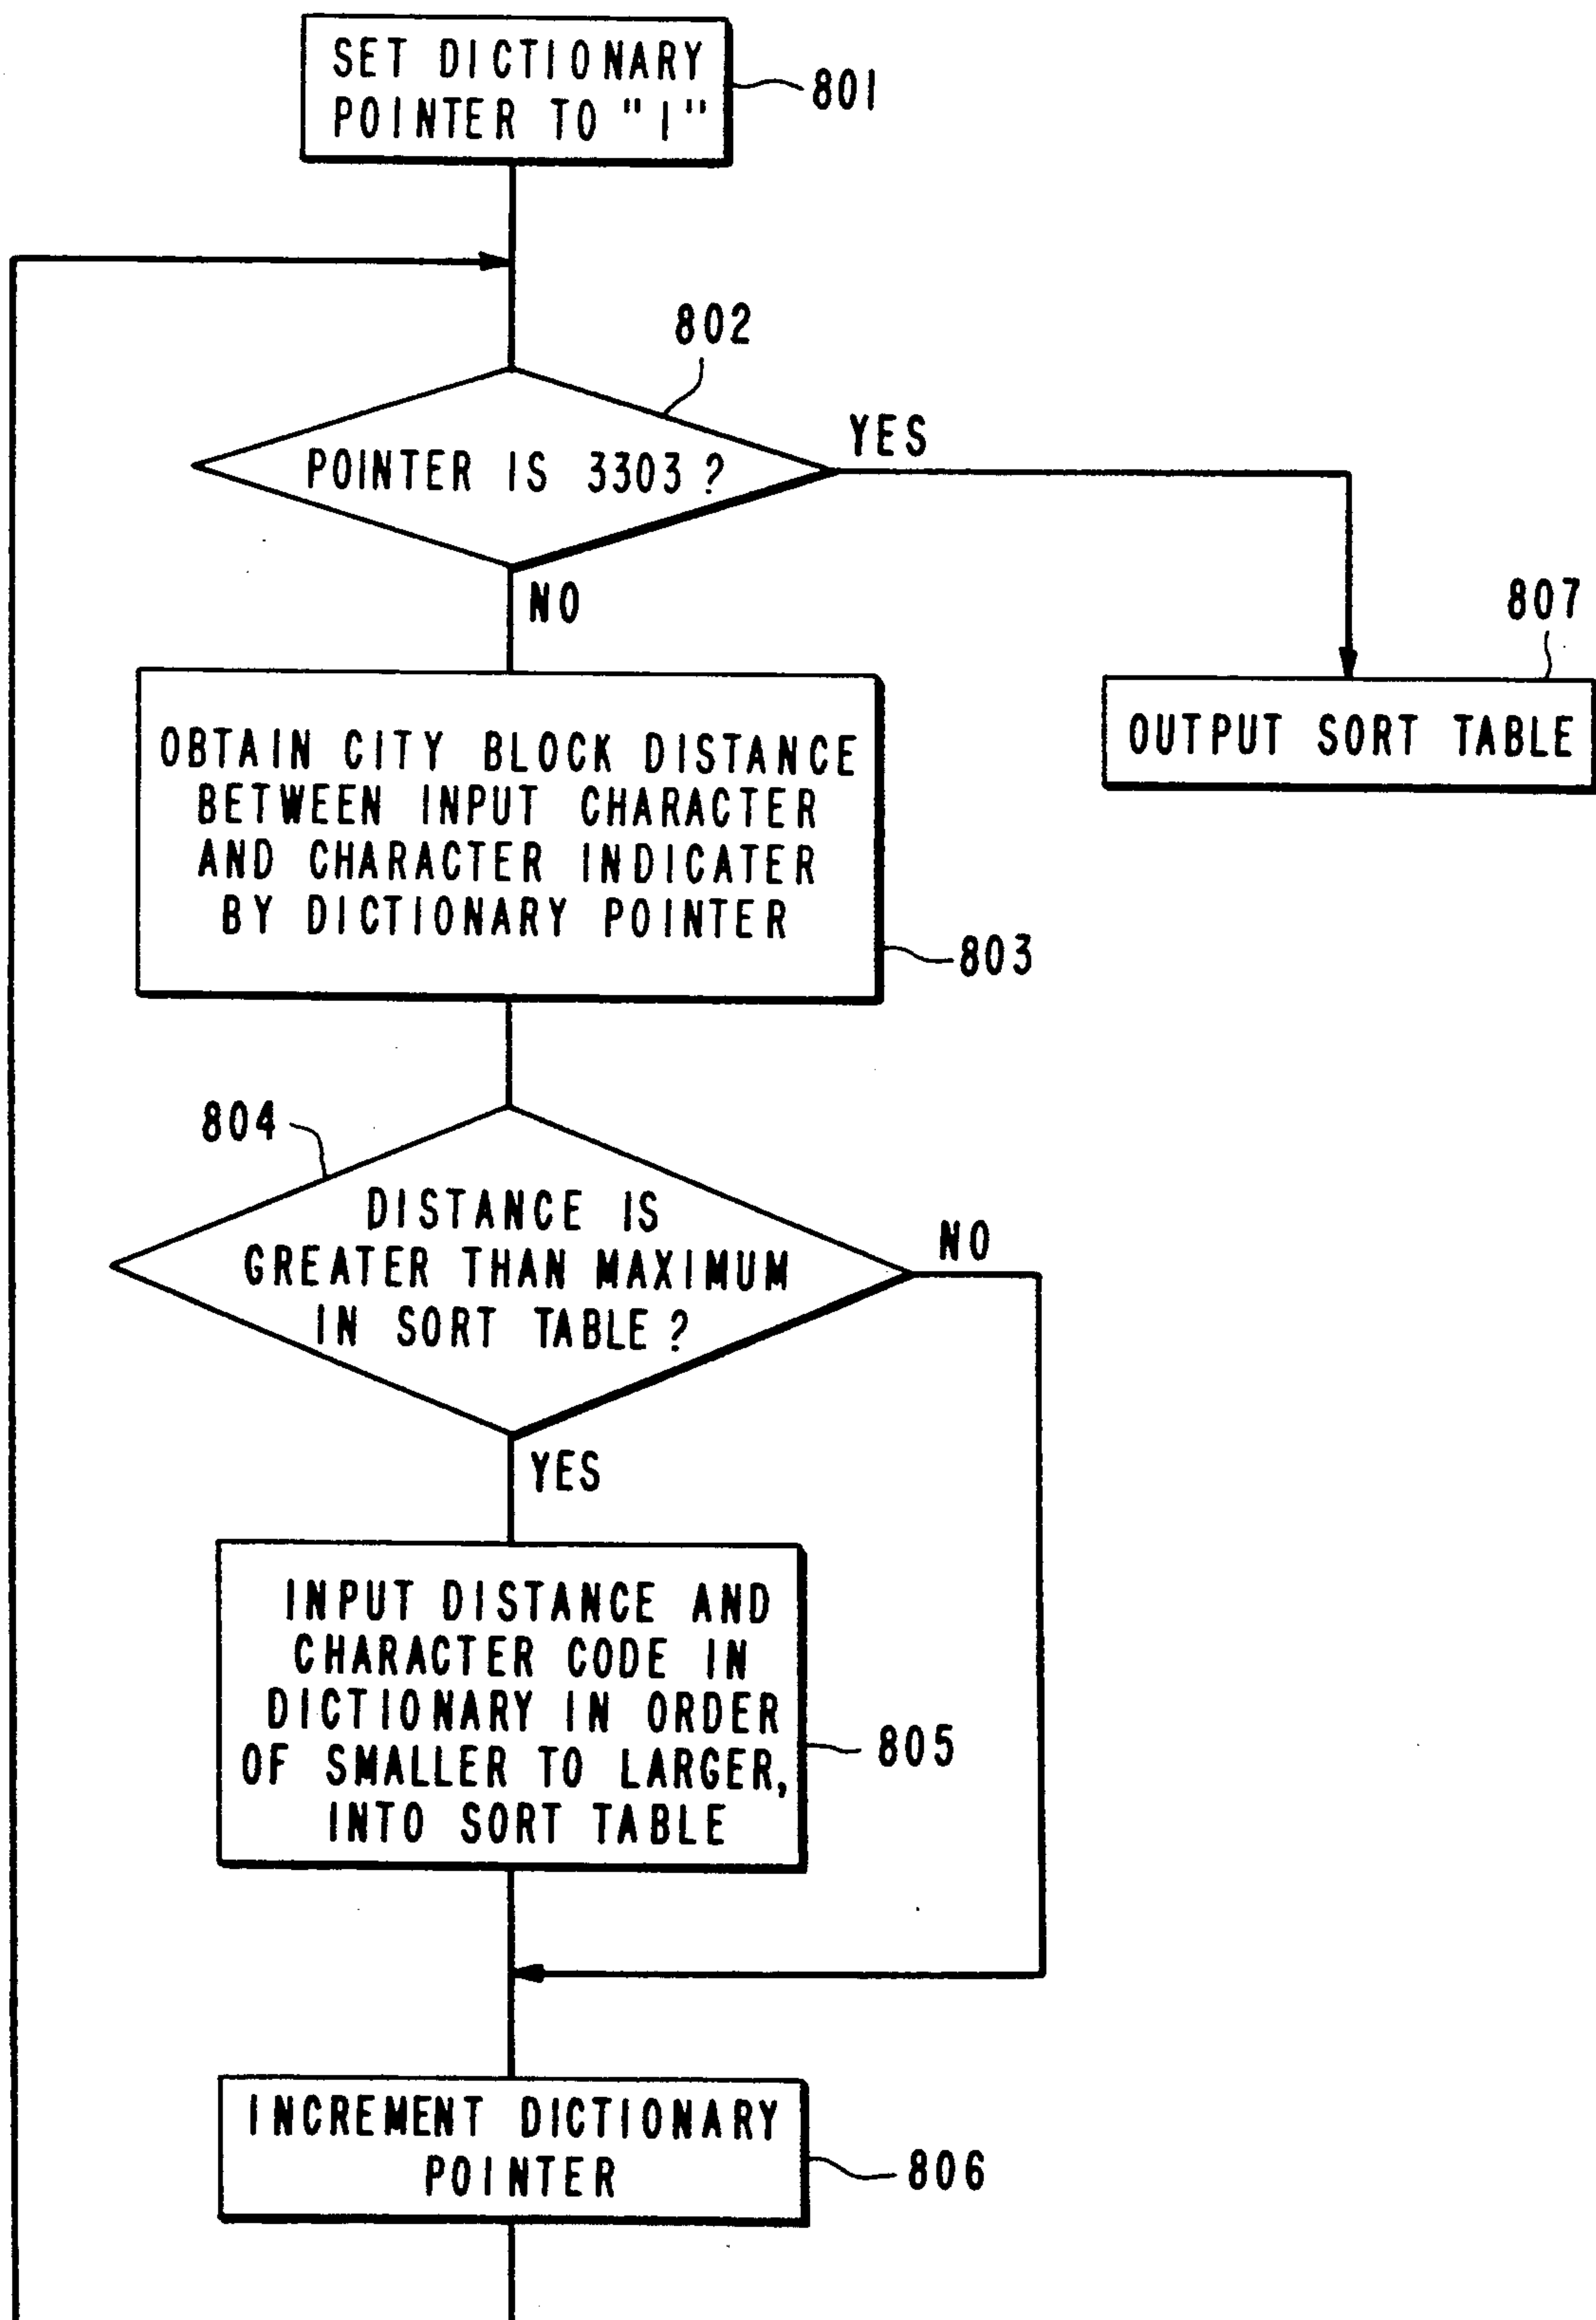 SET DICTIONARY
POINTER TO "1"
801
802
POINTER IS 3303?
YES
NO
807
OUTPUT SORT TABLE
OBTAIN CITY BLOCK DISTANCE
BETWEEN INPUT CHARACTER
AND CHARACTER INDICATER
BY DICTIONARY POINTER
803
804
DISTANCE IS
GREATER THAN MAXIMUM
IN SORT TABLE?
NO
YES
INPUT DISTANCE AND
CHARACTER CODE IN
DICTIONARY IN ORDER
OF SMALLER TO LARGER,
INTO SORT TABLE
805
INCREMENT DICTIONARY
POINTER
806